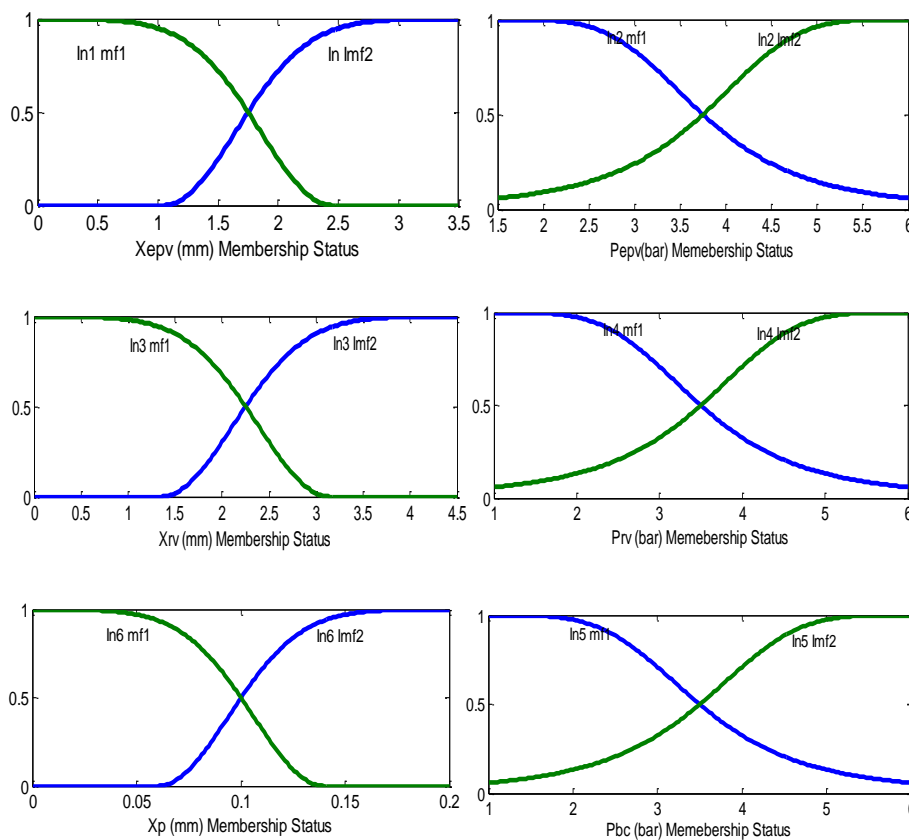 1
0.5
0
In1 mf1
In Imf2
0 0.5 1 1.5 2 2.5 3 3.5
Xepv (mm) Membership Status
1
0.5
0
In2 mf1
In2 Imf2
1.5 2 2.5 3 3.5 4 4.5 5 5.5 6
Pepv(bar) Memebership Status
1
0.5
0
In3 mf1
In3 Imf2
0 0.5 1 1.5 2 2.5 3 3.5 4 4.5
Xrv (mm) Membership Status
1
0.5
0
In4 mf1
In4 Imf2
1 2 3 4 5 6
Prv (bar) Memebership Status
1
0.5
0
In6 mf1
In6 Imf2
0 0.05 0.1 0.15 0.2
Xp (mm) Membership Status
1
0.5
0
In5 mf1
In5 Imf2
1 2 3 4 5 6
Pbc (bar) Memebership Status